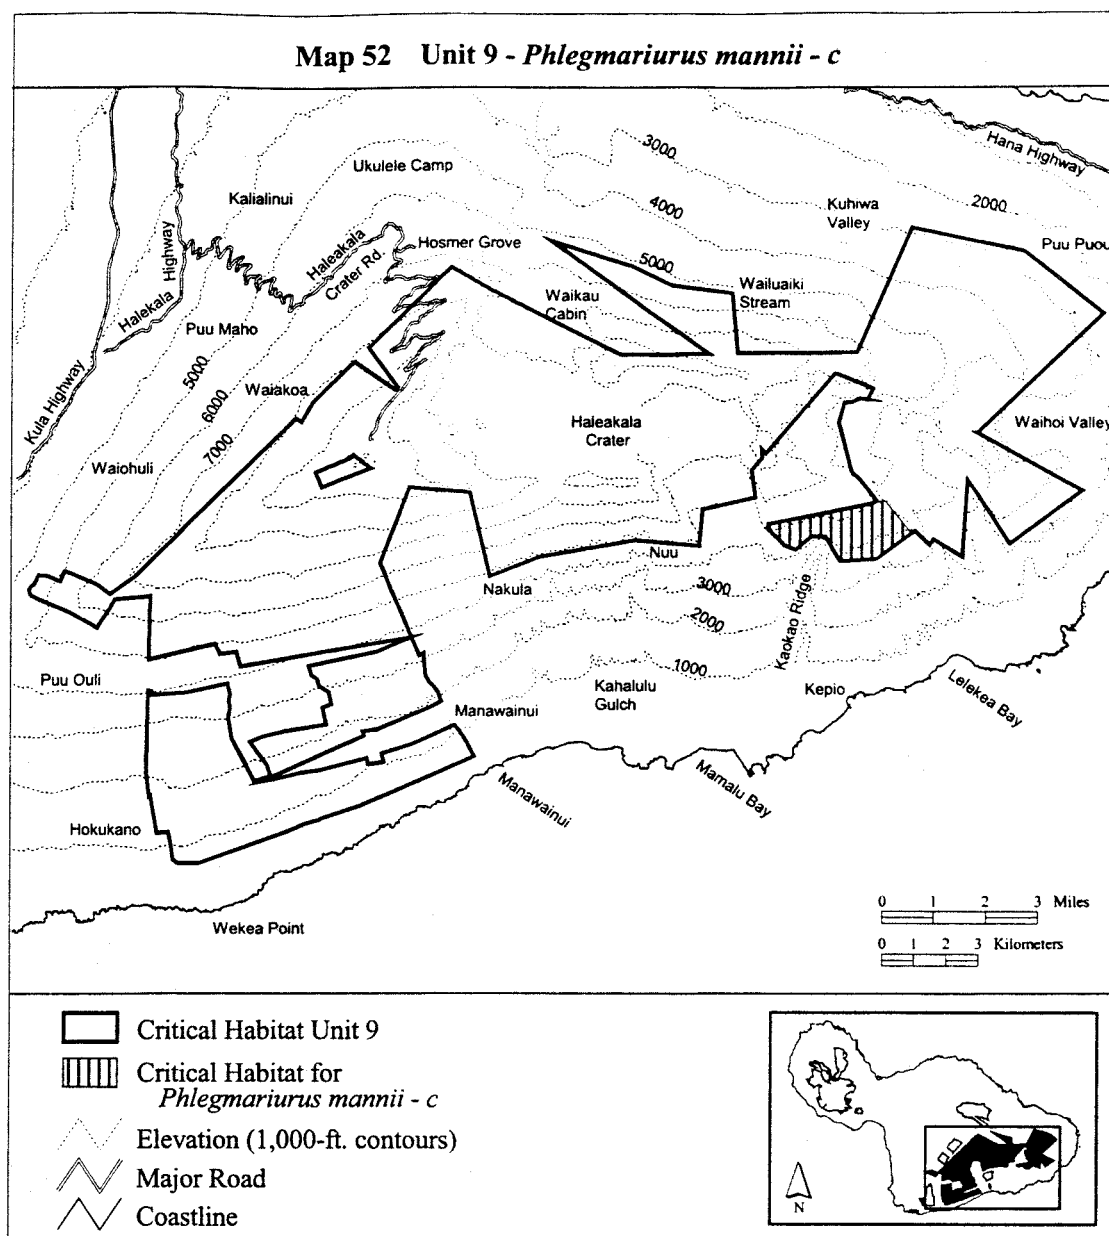 Map 52 Unit 9 - Phlegmariurus mannii - c
Hana Highway
3000
Ukulele Camp
Kalialinui
4000
Kuhiwa
Valley
2000
Haleakala
Crater Rd.
Hosmer Grove
Puu Puou
Halekala Highway
5000
Wailuaiki
Stream
Waikau
Cabin
Puu Maho
Kula Highway
5000
6000
7000
Waiakoa
Haleakala
Crater
Waihoi Valley
Waiohuli
Nuu
Nakula
3000
2000
Kaokao Ridge
1000
Puu Ouli
Kahalulu
Gulch
Kepio
Lelekea Bay
Manawainui
Manawainui
Mamalu Bay
Hokukano
Wekea Point
0 1 2 3 Miles
0 1 2 3 Kilometers
Critical Habitat Unit 9
Critical Habitat for
Phlegmariurus mannii - c
Elevation (1,000-ft. contours)
Major Road
Coastline
N